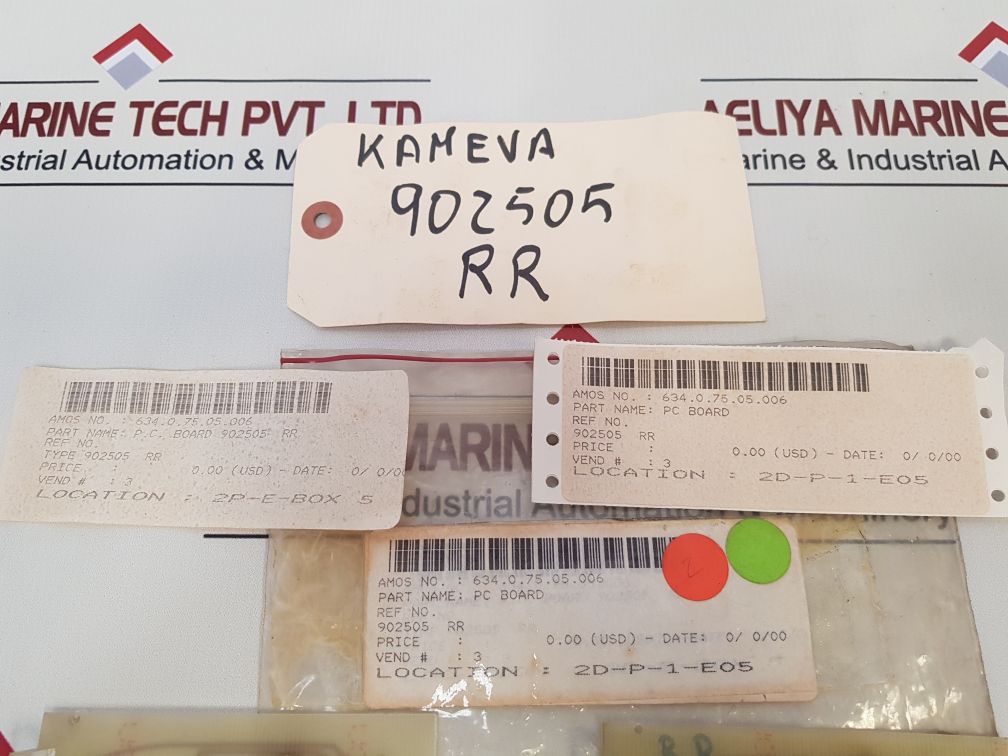 MARINE TECH PVT. LTD
strial Automation & M
AELIYA MARINE
arine & Industrial A
KAMEVA
902505
RR
AMOS NO. : 634.0.75.05.006
PART NAME: P.C. BOARD 902505 RR
REF NO.
TYPE 902505 RR
PRICE : 0.00 (USD) - DATE: 0/ 0/00
VEND # : 3
LOCATION : 2P-E-BOX 5
AMOS NO. : 634.0.75.05.006
PART NAME: PC BOARD
REF NO.
902505 RR
PRICE : 0.00 (USD) - DATE: 0/ 0/00
VEND # : 3
LOCATION : 2D-P-1-E05
MARIN
dustrial Automation
AMOS NO. : 634.0.75.05.006
PART NAME: PC BOARD
REF NO.
902505 RR
PRICE : 0.00 (USD) - DATE: 0/ 0/00
VEND # : 3
LOCATION : 2D-P-1-E05
2
RR